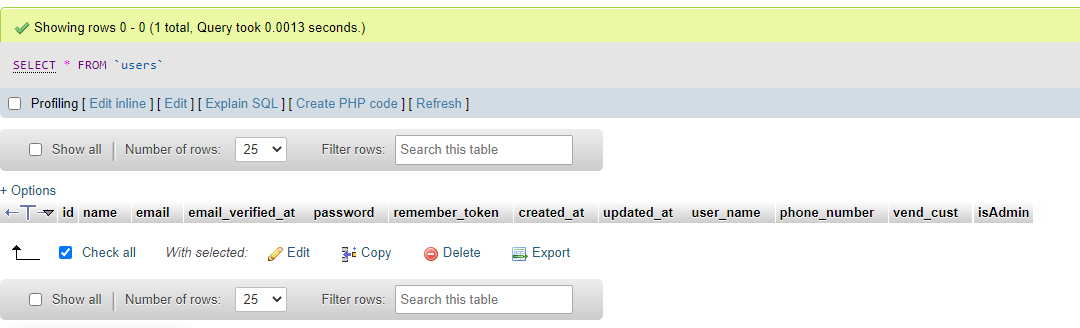 Showing rows 0 - 0 (1 total, Query took 0.0013 seconds.)
SELECT * FROM `users`
Profiling [ Edit inline ] [ Edit ] [ Explain SQL ] [ Create PHP code ] [ Refresh ]
Show all | Number of rows: 25 Filter rows: Search this table
+ Options
id name email email_verified_at password remember_token created_at updated_at user_name phone_number vend_cust isAdmin
Check all With selected: Edit Copy Delete Export
Show all | Number of rows: 25 Filter rows: Search this table